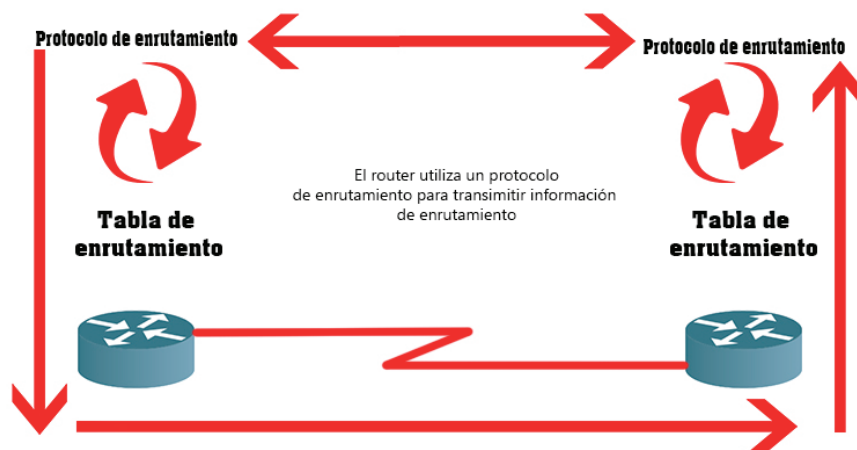 Protocolo de enrutamiento
Protocolo de enrutamiento
El router utiliza un protocolo
de enrutamiento para transimitir información
de enrutamiento
Tabla de
enrutamiento
Tabla de
enrutamiento